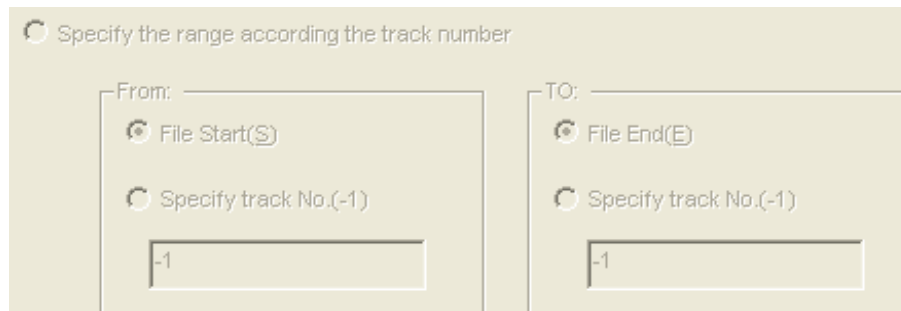 Specify the range according the track number
From: TO:
File Start(S) File End(E)
Specify track No.(-1) Specify track No.(-1)
-1 -1